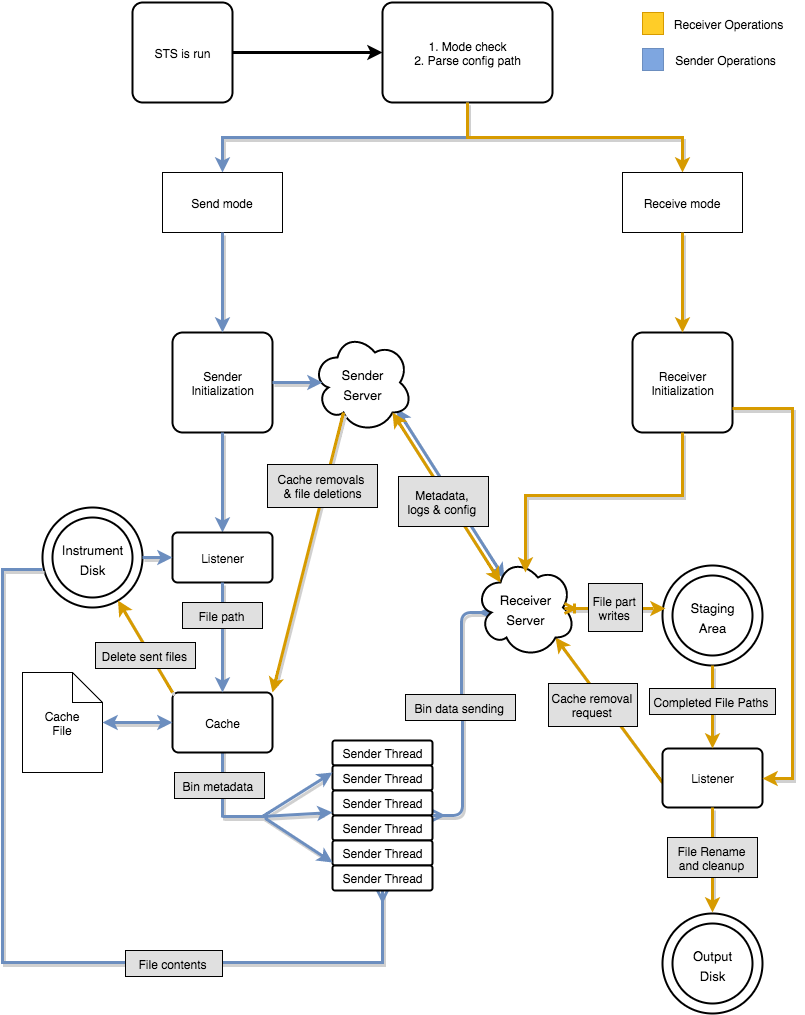 STS is run
1. Mode check
2. Parse config path
Receiver Operations
Sender Operations
Send mode
Receive mode
Sender
Initialization
Sender
Server
Receiver
Initialization
Cache removals
& file deletions
Metadata,
logs & config
Instrument
Disk
Listener
File path
Receiver
Server
File part
writes
Staging
Area
Delete sent files
Cache
File
Cache
Bin data sending
Cache removal
request
Completed File Paths
Bin metadata
Sender Thread
Sender Thread
Sender Thread
Sender Thread
Sender Thread
Sender Thread
Listener
File Rename
and cleanup
File contents
Output
Disk